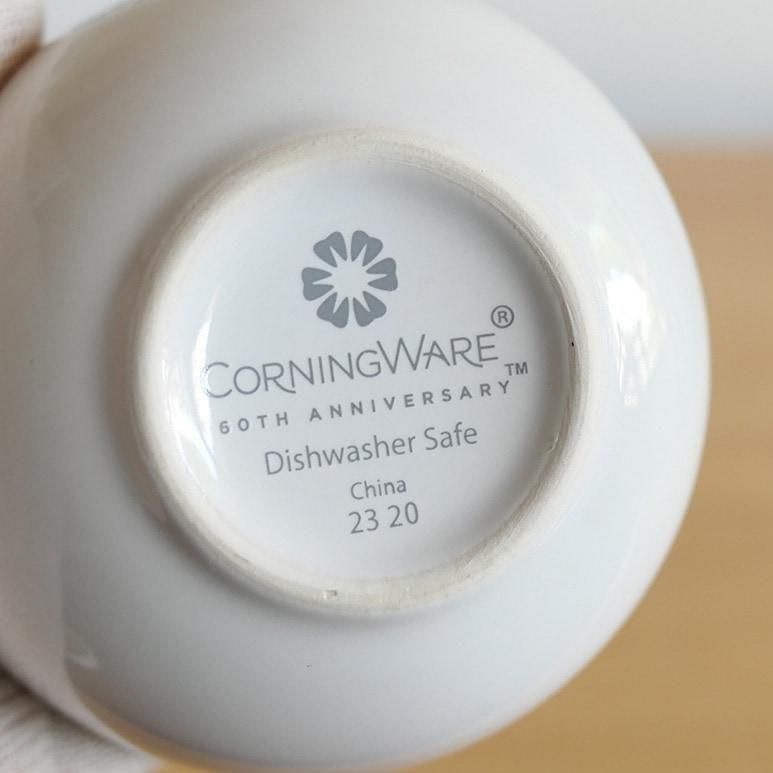 CORNINGWARE®
60TH ANNIVERSARY™
Dishwasher Safe
China
23 20